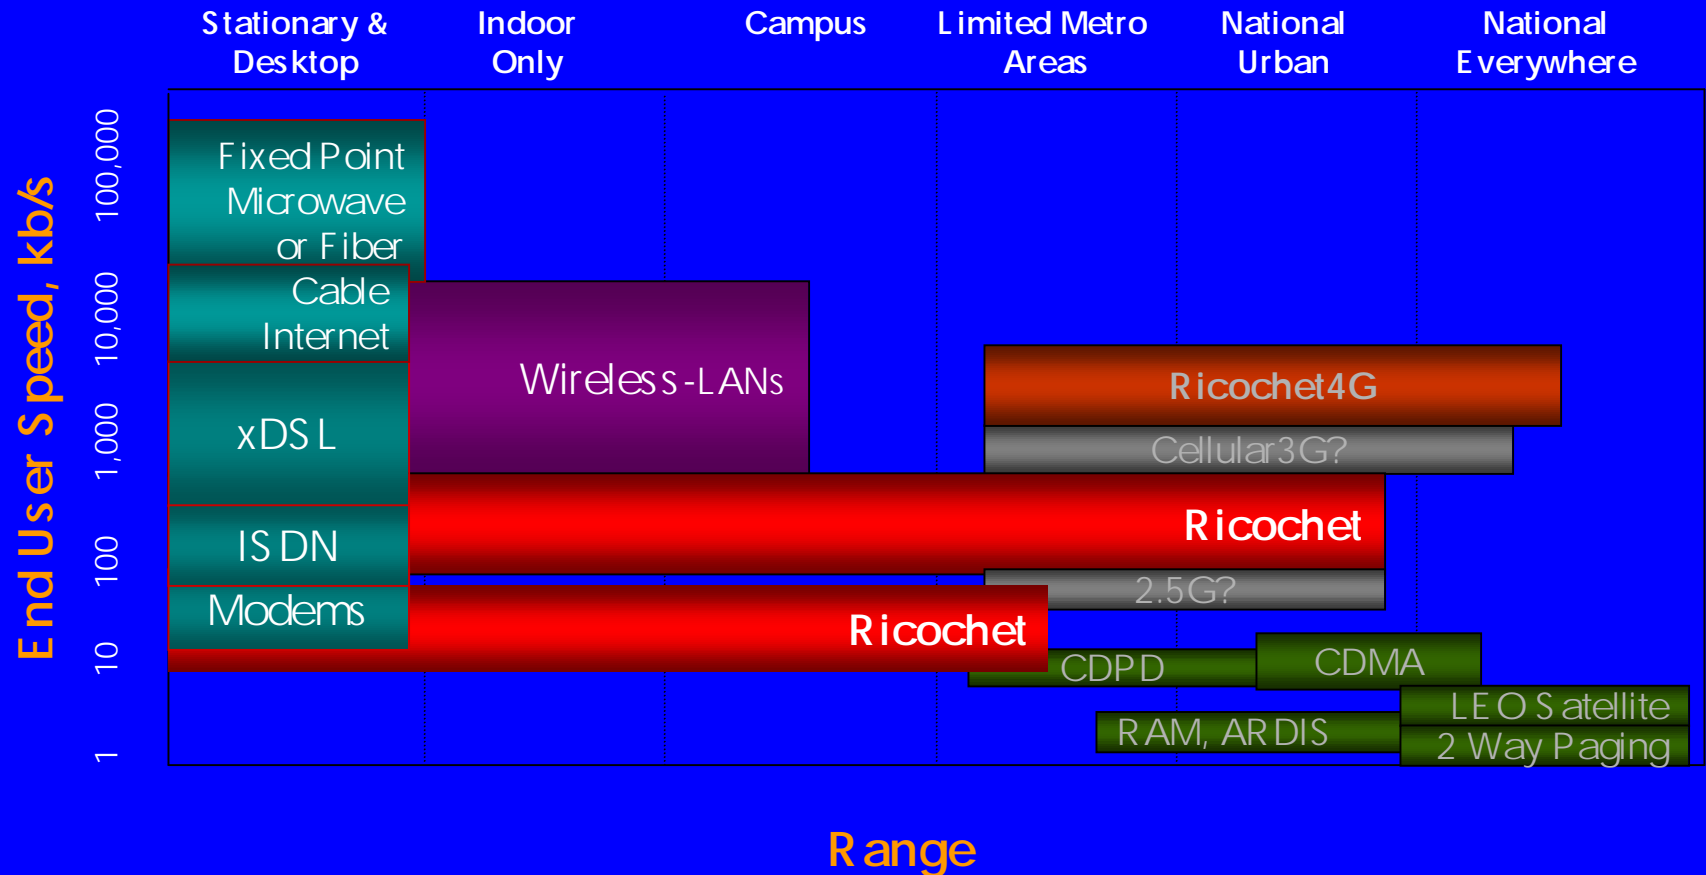 Stationary &
Desktop
Indoor
Only
Campus
Limited Metro
Areas
National
Urban
National
Everywhere
End User Speed, kb/s
100,000
10,000
1,000
100
10
1
Fixed Point
Microwave
or Fiber
Cable
Internet
xDSL
ISDN
Modems
Wireless-LANs
Ricochet4G
Cellular3G?
Ricochet
2.5G?
Ricochet
CDPD
CDMA
RAM, ARDIS
LEO Satellite
2 Way Paging
Range